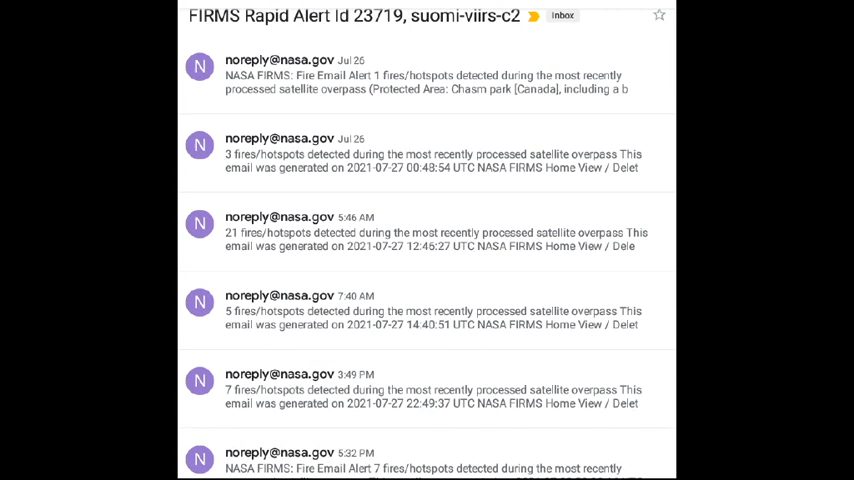 FIRMS Rapid Alert Id 23719, suomi-viirs-c2 Inbox
N noreply@nasa.gov Jul 26
NASA FIRMS: Fire Email Alert 1 fires/hotspots detected during the most recently
processed satellite overpass (Protected Area: Chasm park [Canada], including a b
N noreply@nasa.gov Jul 26
3 fires/hotspots detected during the most recently processed satellite overpass This
email was generated on 2021-07-27 00:48:54 UTC NASA FIRMS Home View / Delet
N noreply@nasa.gov 5:46 AM
21 fires/hotspots detected during the most recently processed satellite overpass This
email was generated on 2021-07-27 12:46:27 UTC NASA FIRMS Home View / Dele
N noreply@nasa.gov 7:40 AM
5 fires/hotspots detected during the most recently processed satellite overpass This
email was generated on 2021-07-27 14:40:51 UTC NASA FIRMS Home View / Delet
N noreply@nasa.gov 3:49 PM
7 fires/hotspots detected during the most recently processed satellite overpass This
email was generated on 2021-07-27 22:49:37 UTC NASA FIRMS Home View / Delet
N noreply@nasa.gov 5:32 PM
NASA FIRMS: Fire Email Alert 7 fires/hotspots detected during the most recently